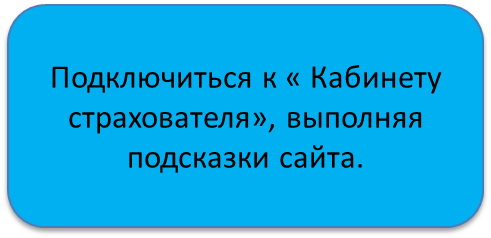 Подключиться к « Кабинету
страхователя», выполняя
подсказки сайта.